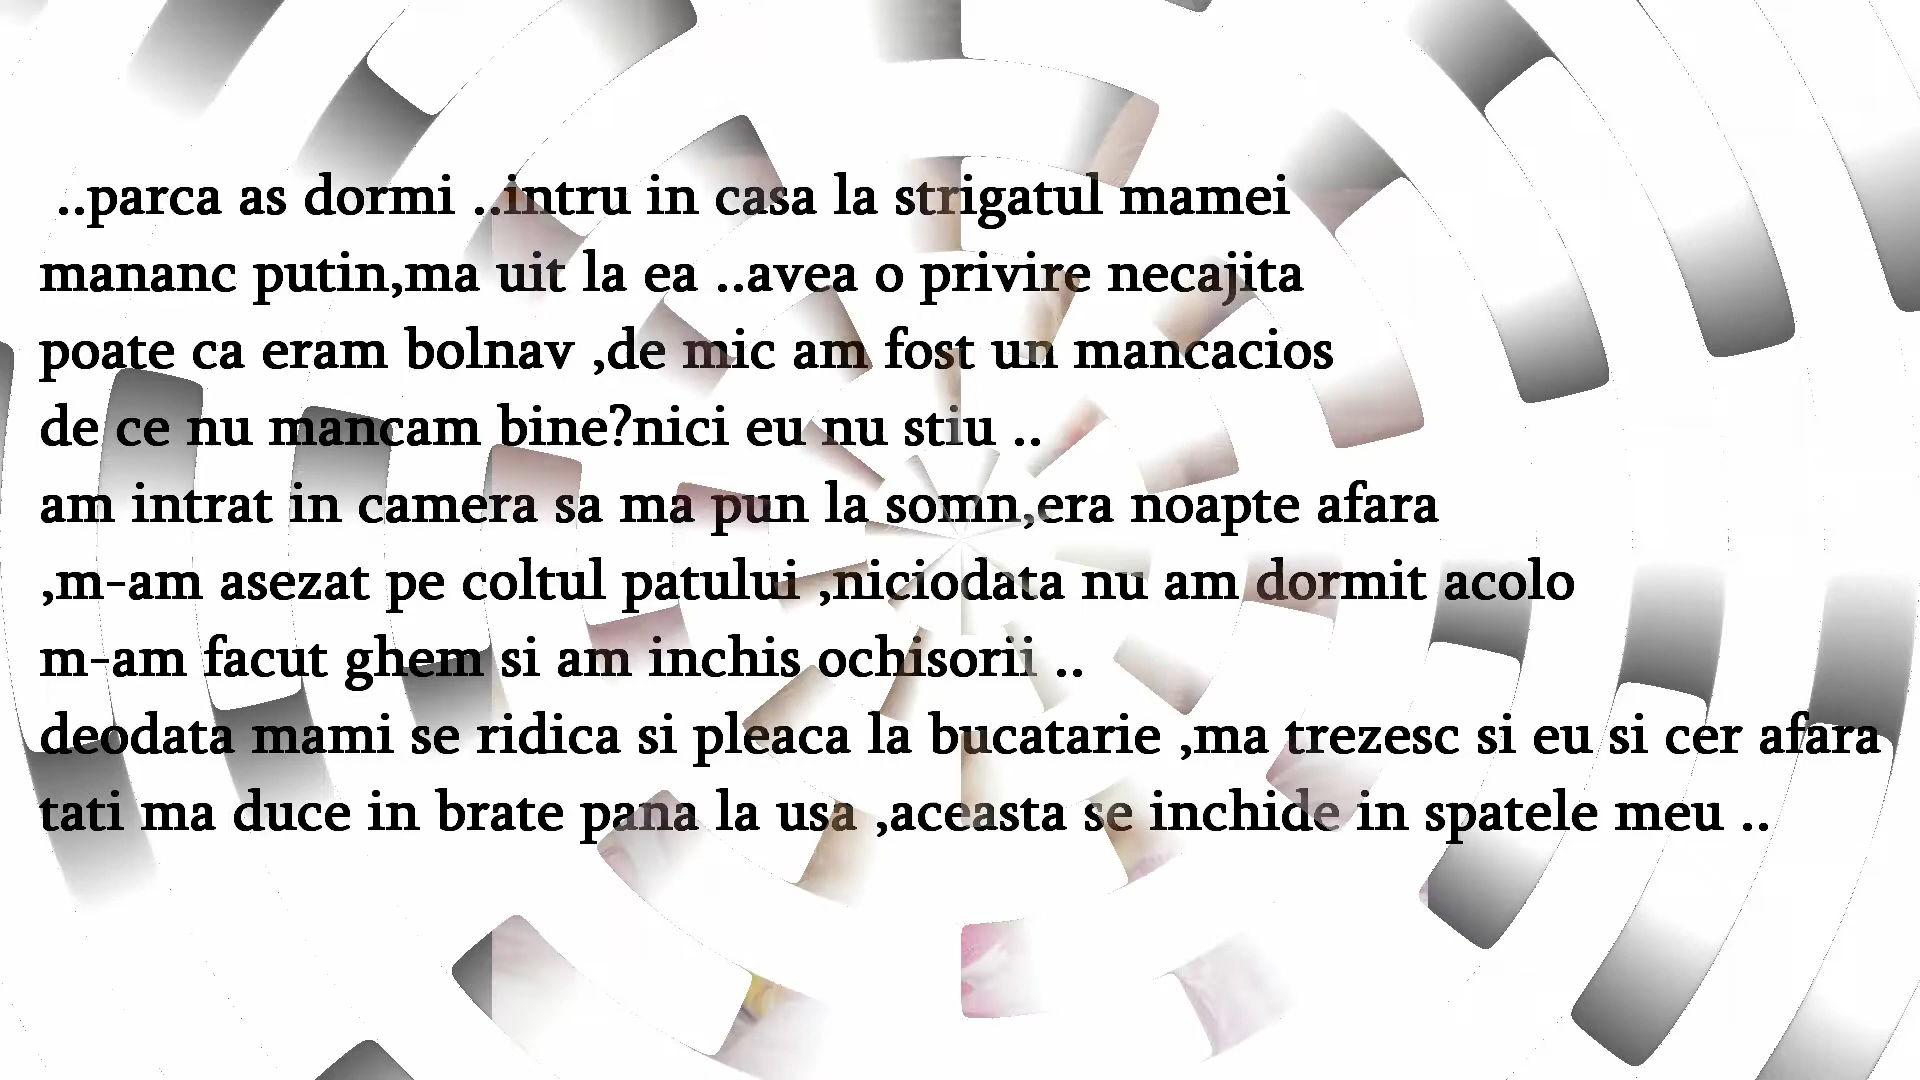 ..parca as dormi ..intru in casa la strigatul mamei
mananc putin,ma uit la ea ..avea o privire necajita
poate ca eram bolnav ,de mic am fost un mancacios
de ce nu mancam bine?nici eu nu stiu ..
am intrat in camera sa ma pun la somn,era noapte afara
,m-am asezat pe coltul patului ,niciodata nu am dormit acolo
m-am facut ghem si am inchis ochisorii ..
deodata mami se ridica si pleaca la bucatarie ,ma trezesc si eu si cer afara
tati ma duce in brate pana la usa ,aceasta se inchide in spatele meu ..